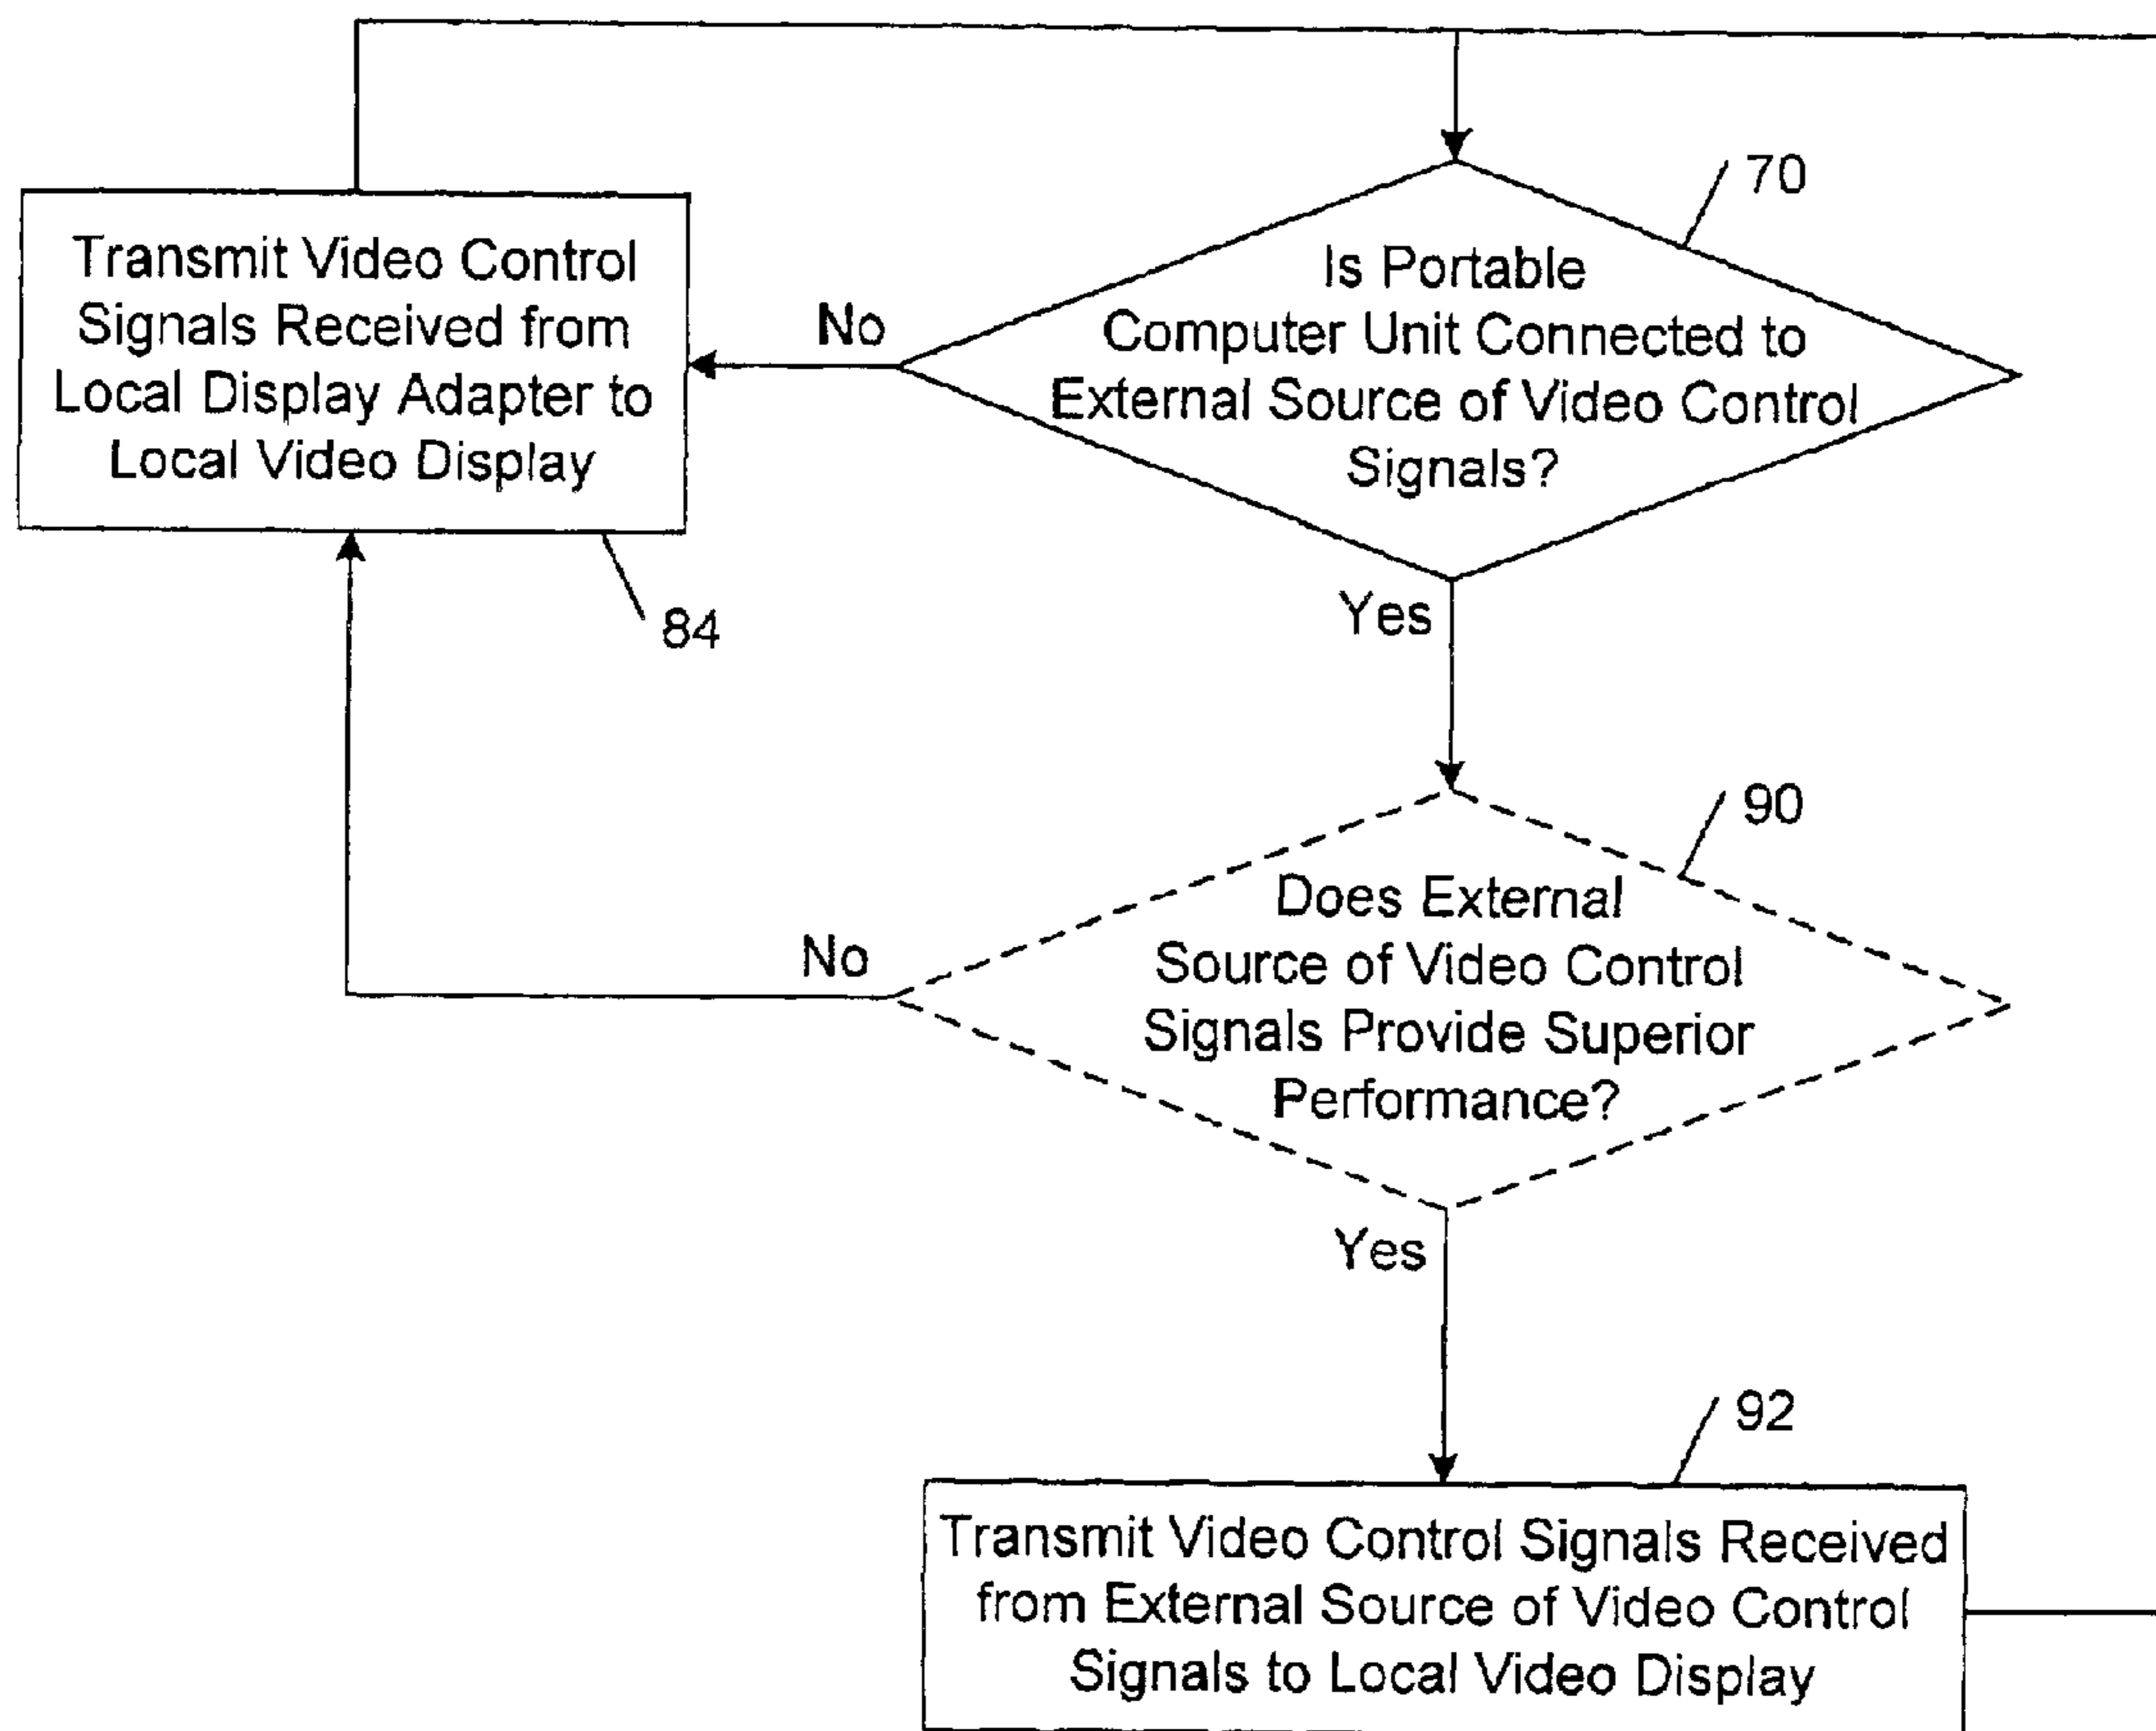 70
Is Portable
Computer Unit Connected to
External Source of Video Control
Signals?
No
Transmit Video Control
Signals Received from
Local Display Adapter to
Local Video Display
84
Yes
90
Does External
Source of Video Control
Signals Provide Superior
Performance?
No
Yes
92
Transmit Video Control Signals Received
from External Source of Video Control
Signals to Local Video Display